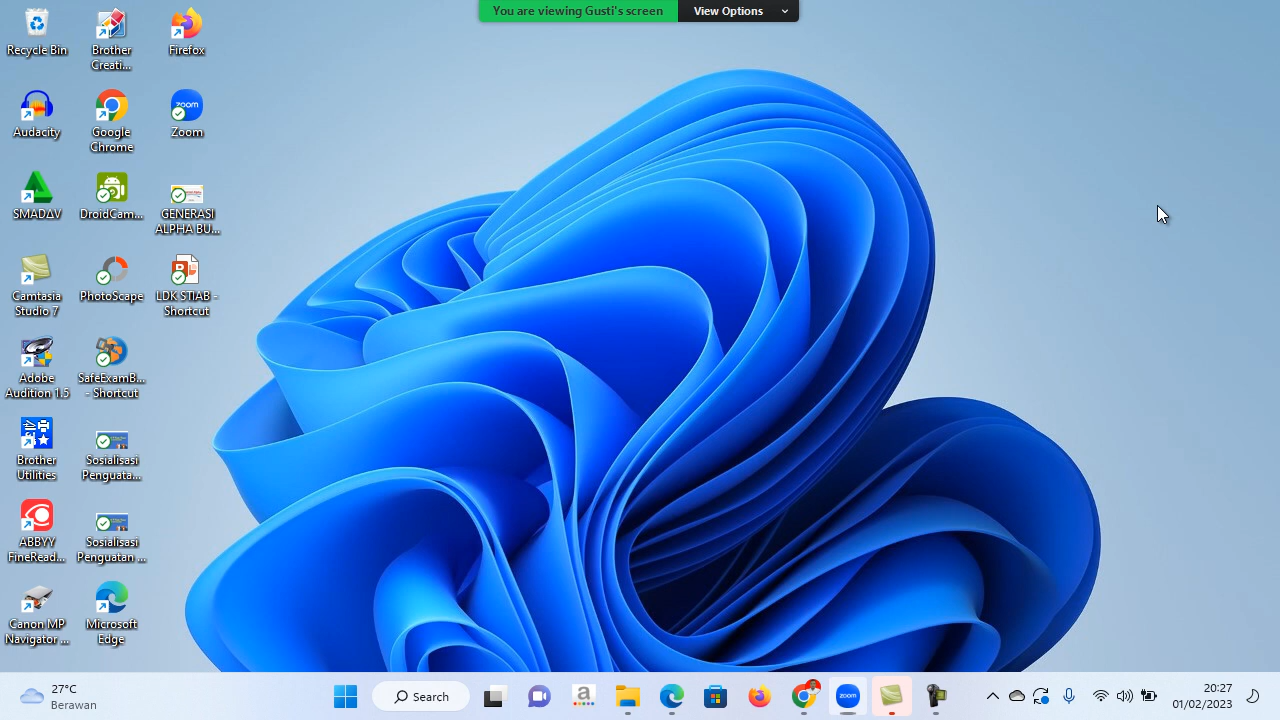 You are viewing Gusti's screen
View Options
Recycle Bin
Brother
Creati...
Firefox
Audacity
Google
Chrome
zoom
Zoom
SMADAV
DroidCam...
GENERASI
ALPHA BU...
Camtasia
Studio 7
PhotoScape
LDK STIAB -
Shortcut
Adobe
Audition 1.5
SafeExamB...
- Shortcut
Brother
Utilities
Sosialisasi
Penguata...
ABBYY
FineRead...
Sosialisasi
Penguatan ...
Canon MP
Navigator ...
Microsoft
Edge
27°C
Berawan
Search
a
zoom
20:27
01/02/2023